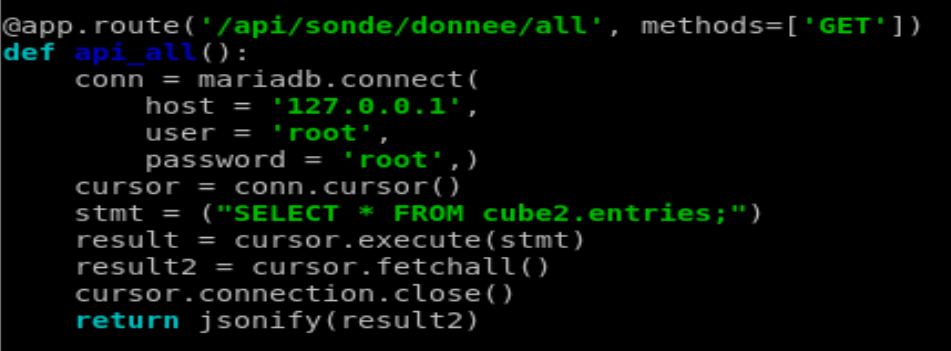 @app.route('/api/sonde/donnee/all', methods=['GET'])
def api_all():
    conn = mariadb.connect(
        host = '127.0.0.1',
        user = 'root',
        password = 'root',)
    cursor = conn.cursor()
    stmt = ("SELECT * FROM cube2.entries;")
    result = cursor.execute(stmt)
    result2 = cursor.fetchall()
    cursor.connection.close()
    return jsonify(result2)